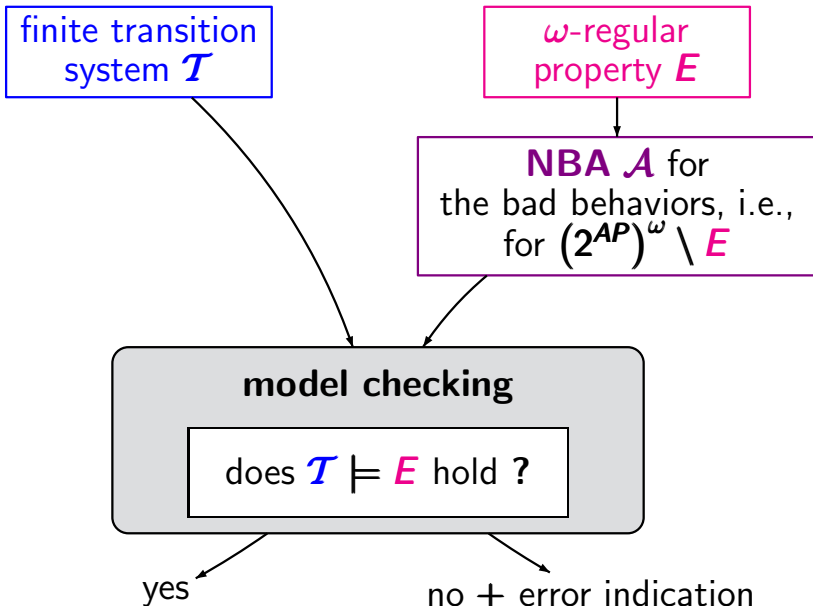 finite transition
system 𝒯
ω-regular
property E
NBA 𝒜 for
the bad behaviors, i.e.,
for (2^AP)^ω \ E
model checking
does 𝒯 ⊨ E hold ?
yes
no + error indication